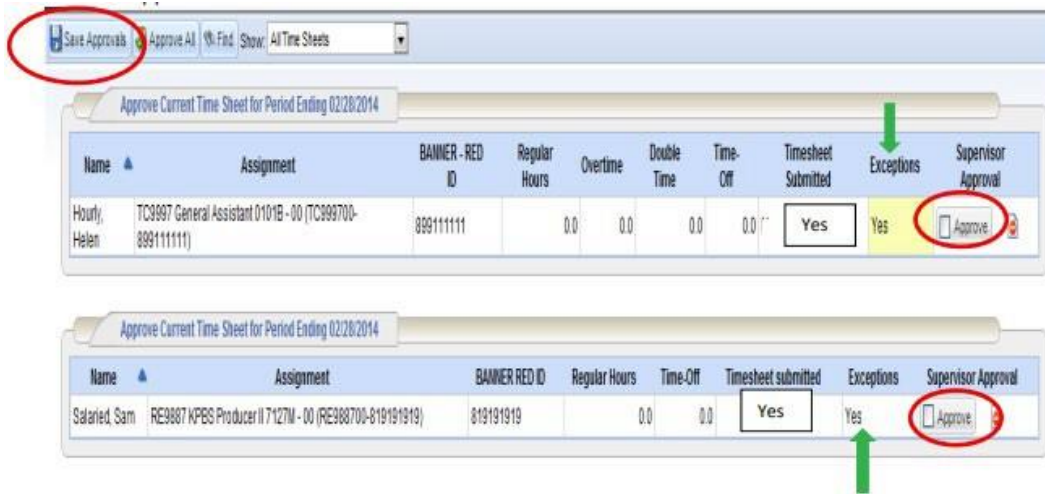 Save Approvals Approve All Find Show: All Time Sheets
Approve Current Time Sheet for Period Ending 02/28/2014
Name Assignment BANNER - RED ID Regular Hours Overtime Double Time Time-Off Timesheet Submitted Exceptions Supervisor Approval
Hourly, Helen TC9997 General Assistant 0101B - 00 (TC999700-899111111) 899111111 0.0 0.0 0.0 0.0 Yes Yes Approve
Approve Current Time Sheet for Period Ending 02/28/2014
Name Assignment BANNER RED ID Regular Hours Time-Off Timesheet submitted Exceptions Supervisor Approval
Salaried, Sam RE9887 KPBS Producer II 7127M - 00 (RE988700-819191919) 819191919 0.0 0.0 Yes Yes Approve